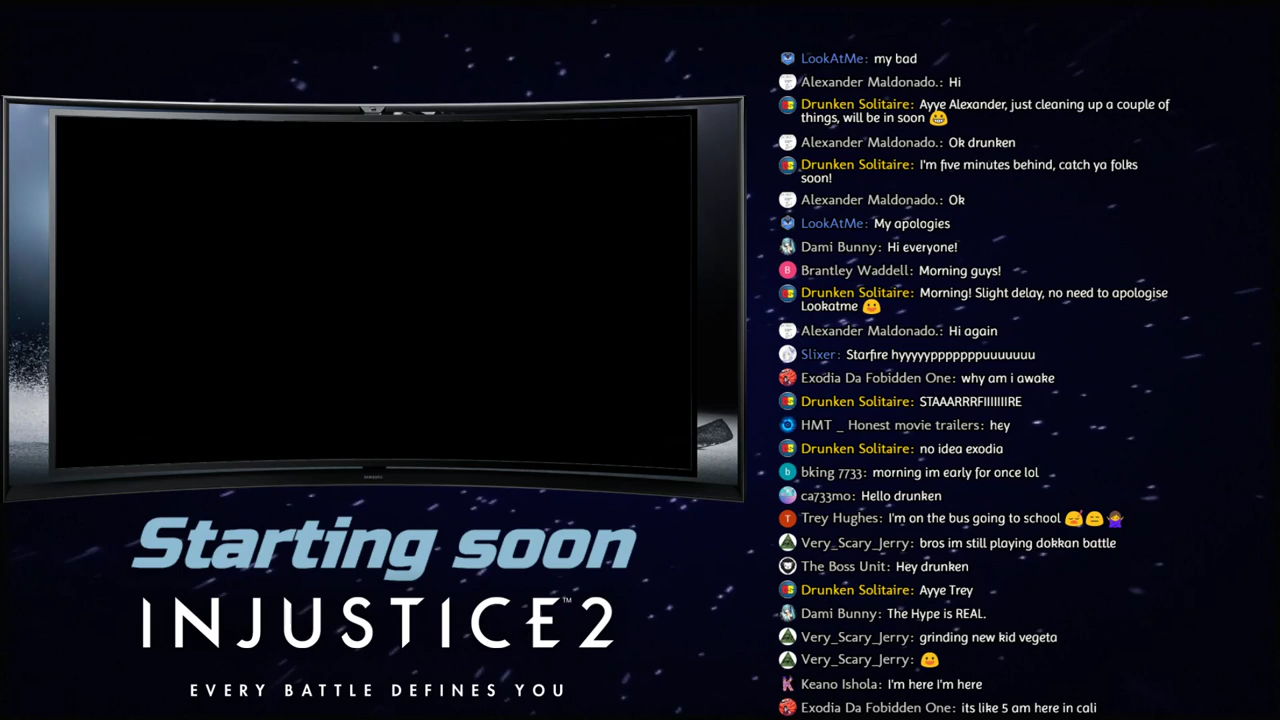 LookAtMe: my bad
Alexander Maldonado.: Hi
Drunken Solitaire: Ayye Alexander, just cleaning up a couple of
things, will be in soon 😀
Alexander Maldonado.: Ok drunken
Drunken Solitaire: I'm five minutes behind, catch ya folks
soon!
Alexander Maldonado.: Ok
LookAtMe: My apologies
Dami Bunny: Hi everyone!
B Brantley Waddell: Morning guys!
Drunken Solitaire: Morning! Slight delay, no need to apologise
Lookatme 😛
Alexander Maldonado.: Hi again
Slixer: Starfire hyyyyypppppppuuuuuuu
Exodia Da Fobidden One: why am i awake
Drunken Solitaire: STAAARRRFIIIIIIIRE
HMT _ Honest movie trailers: hey
Drunken Solitaire: no idea exodia
b bking 7733: morning im early for once lol
ca733mo: Hello drunken
T Trey Hughes: I'm on the bus going to school 😴😑🤷
Very_Scary_Jerry: bros im still playing dokkan battle
The Boss Unit: Hey drunken
Drunken Solitaire: Ayye Trey
Dami Bunny: The Hype is REAL.
Very_Scary_Jerry: grinding new kid vegeta
Very_Scary_Jerry: 😛
K Keano Ishola: I'm here I'm here
Exodia Da Fobidden One: its like 5 am here in cali
SAMSUNG
Starting soon
INJUSTICE™2
EVERY BATTLE DEFINES YOU